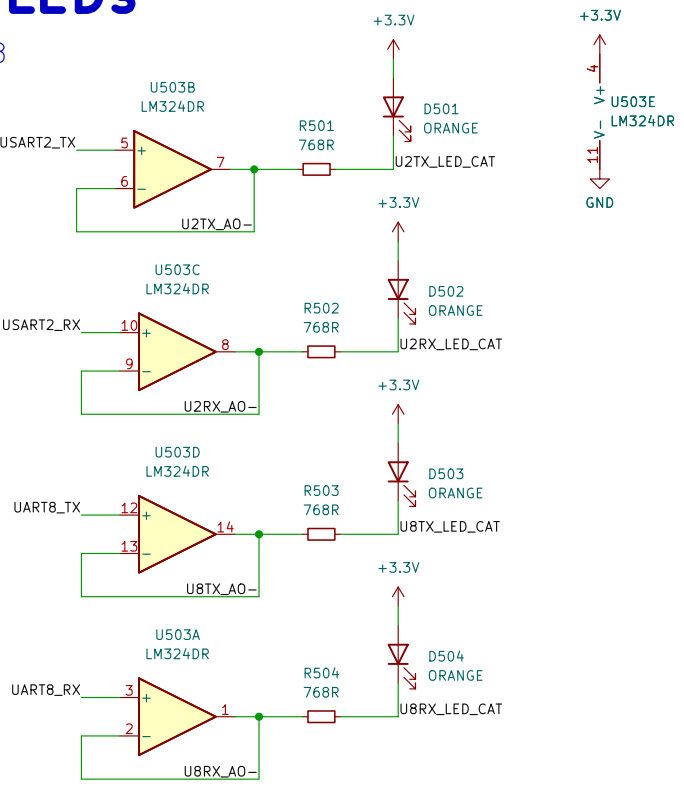 LEDs
+3.3V
+3.3V
U503B
LM324DR
D501
ORANGE
4
V+
U503E
LM324DR
V-
11
GND
R501
768R
USART2_TX
5
+
6
-
7
U2TX_LED_CAT
U2TX_AO-
+3.3V
U503C
LM324DR
D502
ORANGE
R502
768R
USART2_RX
10
+
9
-
8
U2RX_LED_CAT
U2RX_AO-
+3.3V
U503D
LM324DR
D503
ORANGE
R503
768R
UART8_TX
12
+
13
-
14
U8TX_LED_CAT
U8TX_AO-
+3.3V
U503A
LM324DR
D504
ORANGE
R504
768R
UART8_RX
3
+
2
-
1
U8RX_LED_CAT
U8RX_AO-